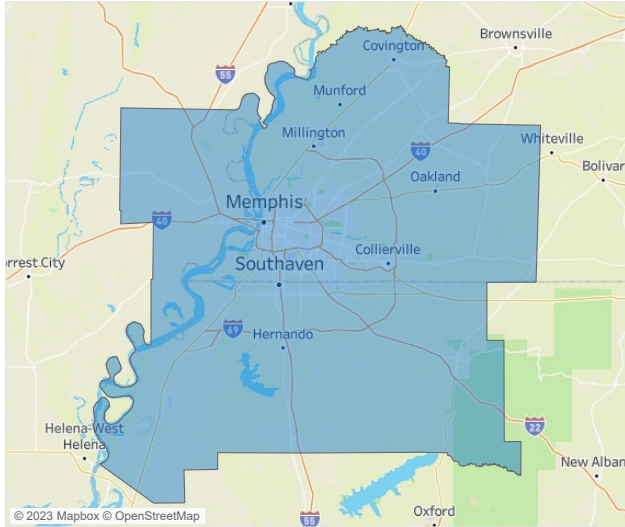 Brownsville
Covington
55
Munford
Millington
40
Whiteville
Oakland
Bolivar
Memphis
40
Collierville
Southaven
rrest City
69
Hernando
Helena-West
Helena
22
New Alban
Oxford
55
© 2023 Mapbox © OpenStreetMap